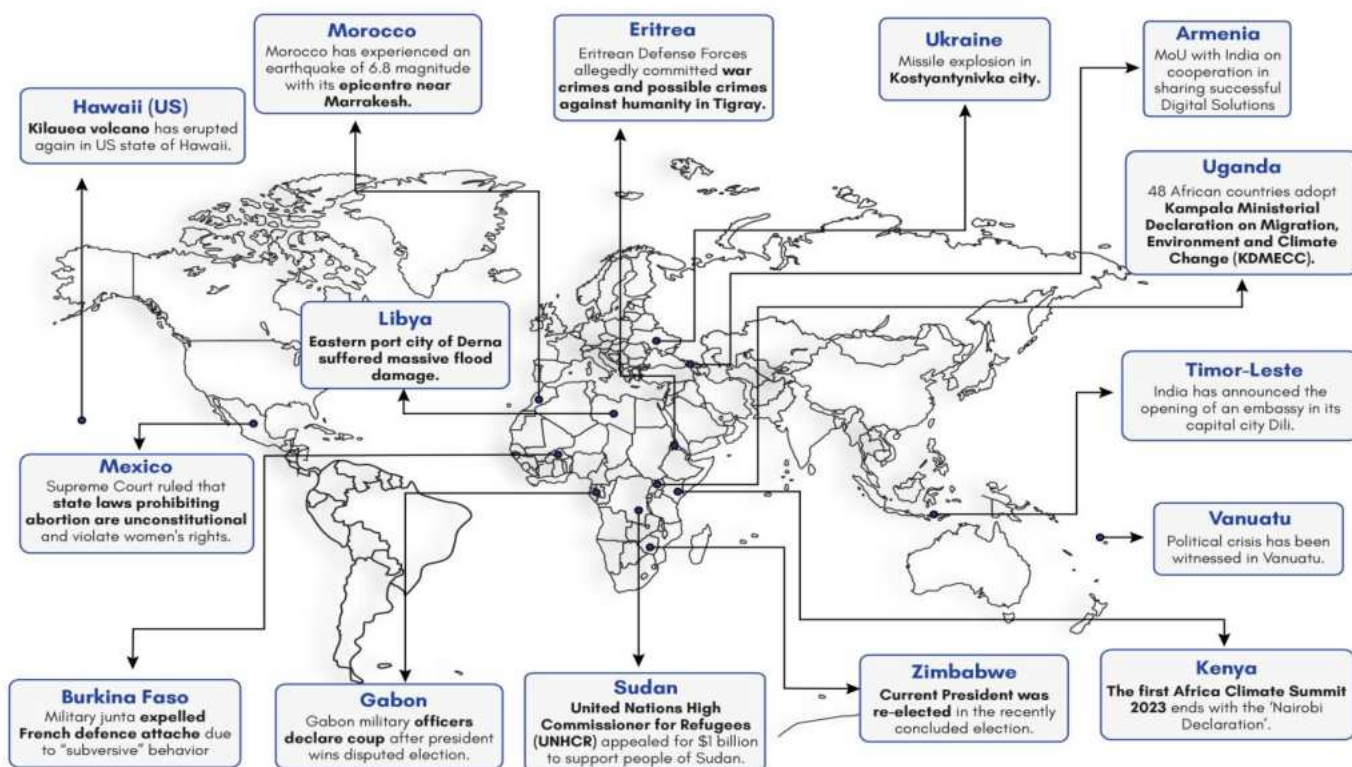 Morocco
Morocco has experienced an
earthquake of 6.8 magnitude
with its epicentre near
Marrakesh.
Eritrea
Eritrean Defense Forces
allegedly committed war
crimes and possible crimes
against humanity in Tigray.
Ukraine
Missile explosion in
Kostyantynivka city.
Armenia
MoU with India on
cooperation in
sharing successful
Digital Solutions
Hawaii (US)
Kilauea volcano has erupted
again in US state of Hawaii.
Uganda
48 African countries adopt
Kampala Ministerial
Declaration on Migration,
Environment and Climate
Change (KDMECC).
Libya
Eastern port city of Derna
suffered massive flood
damage.
Timor-Leste
India has announced the
opening of an embassy in its
capital city Dili.
Mexico
Supreme Court ruled that
state laws prohibiting
abortion are unconstitutional
and violate women's rights.
Vanuatu
Political crisis has been
witnessed in Vanuatu.
Burkina Faso
Military junta expelled
French defence attache due
to "subversive" behavior
Gabon
Gabon military officers
declare coup after president
wins disputed election.
Sudan
United Nations High
Commissioner for Refugees
(UNHCR) appealed for $1 billion
to support people of Sudan.
Zimbabwe
Current President was
re-elected in the recently
concluded election.
Kenya
The first Africa Climate Summit
2023 ends with the 'Nairobi
Declaration'.